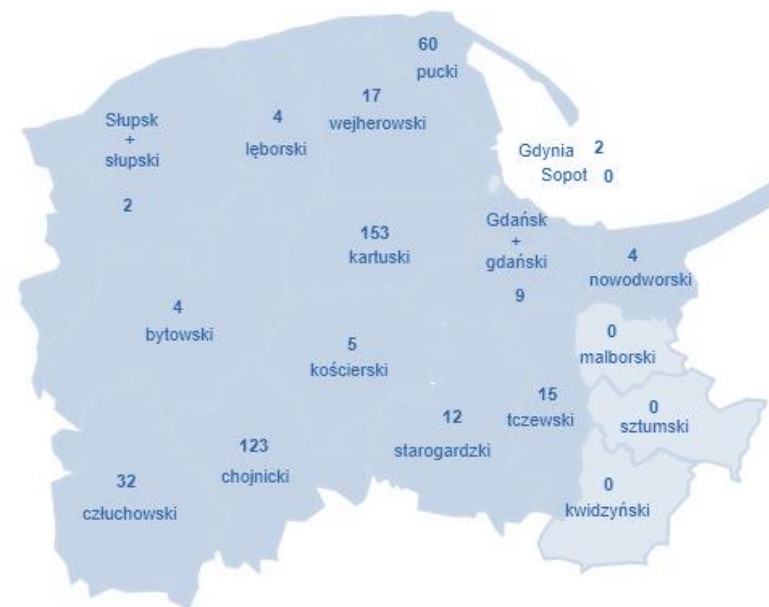 60
pucki
17
wejherowski
4
lęborski
Słupsk
+
słupski
2
Gdynia 2
Sopot 0
153
kartuski
Gdańsk
+
gdański
9
4
nowodworski
4
bytowski
5
kościerski
0
malborski
15
tczewski
0
sztumski
12
starogardzki
123
chojnicki
32
człuchowski
0
kwidzyński